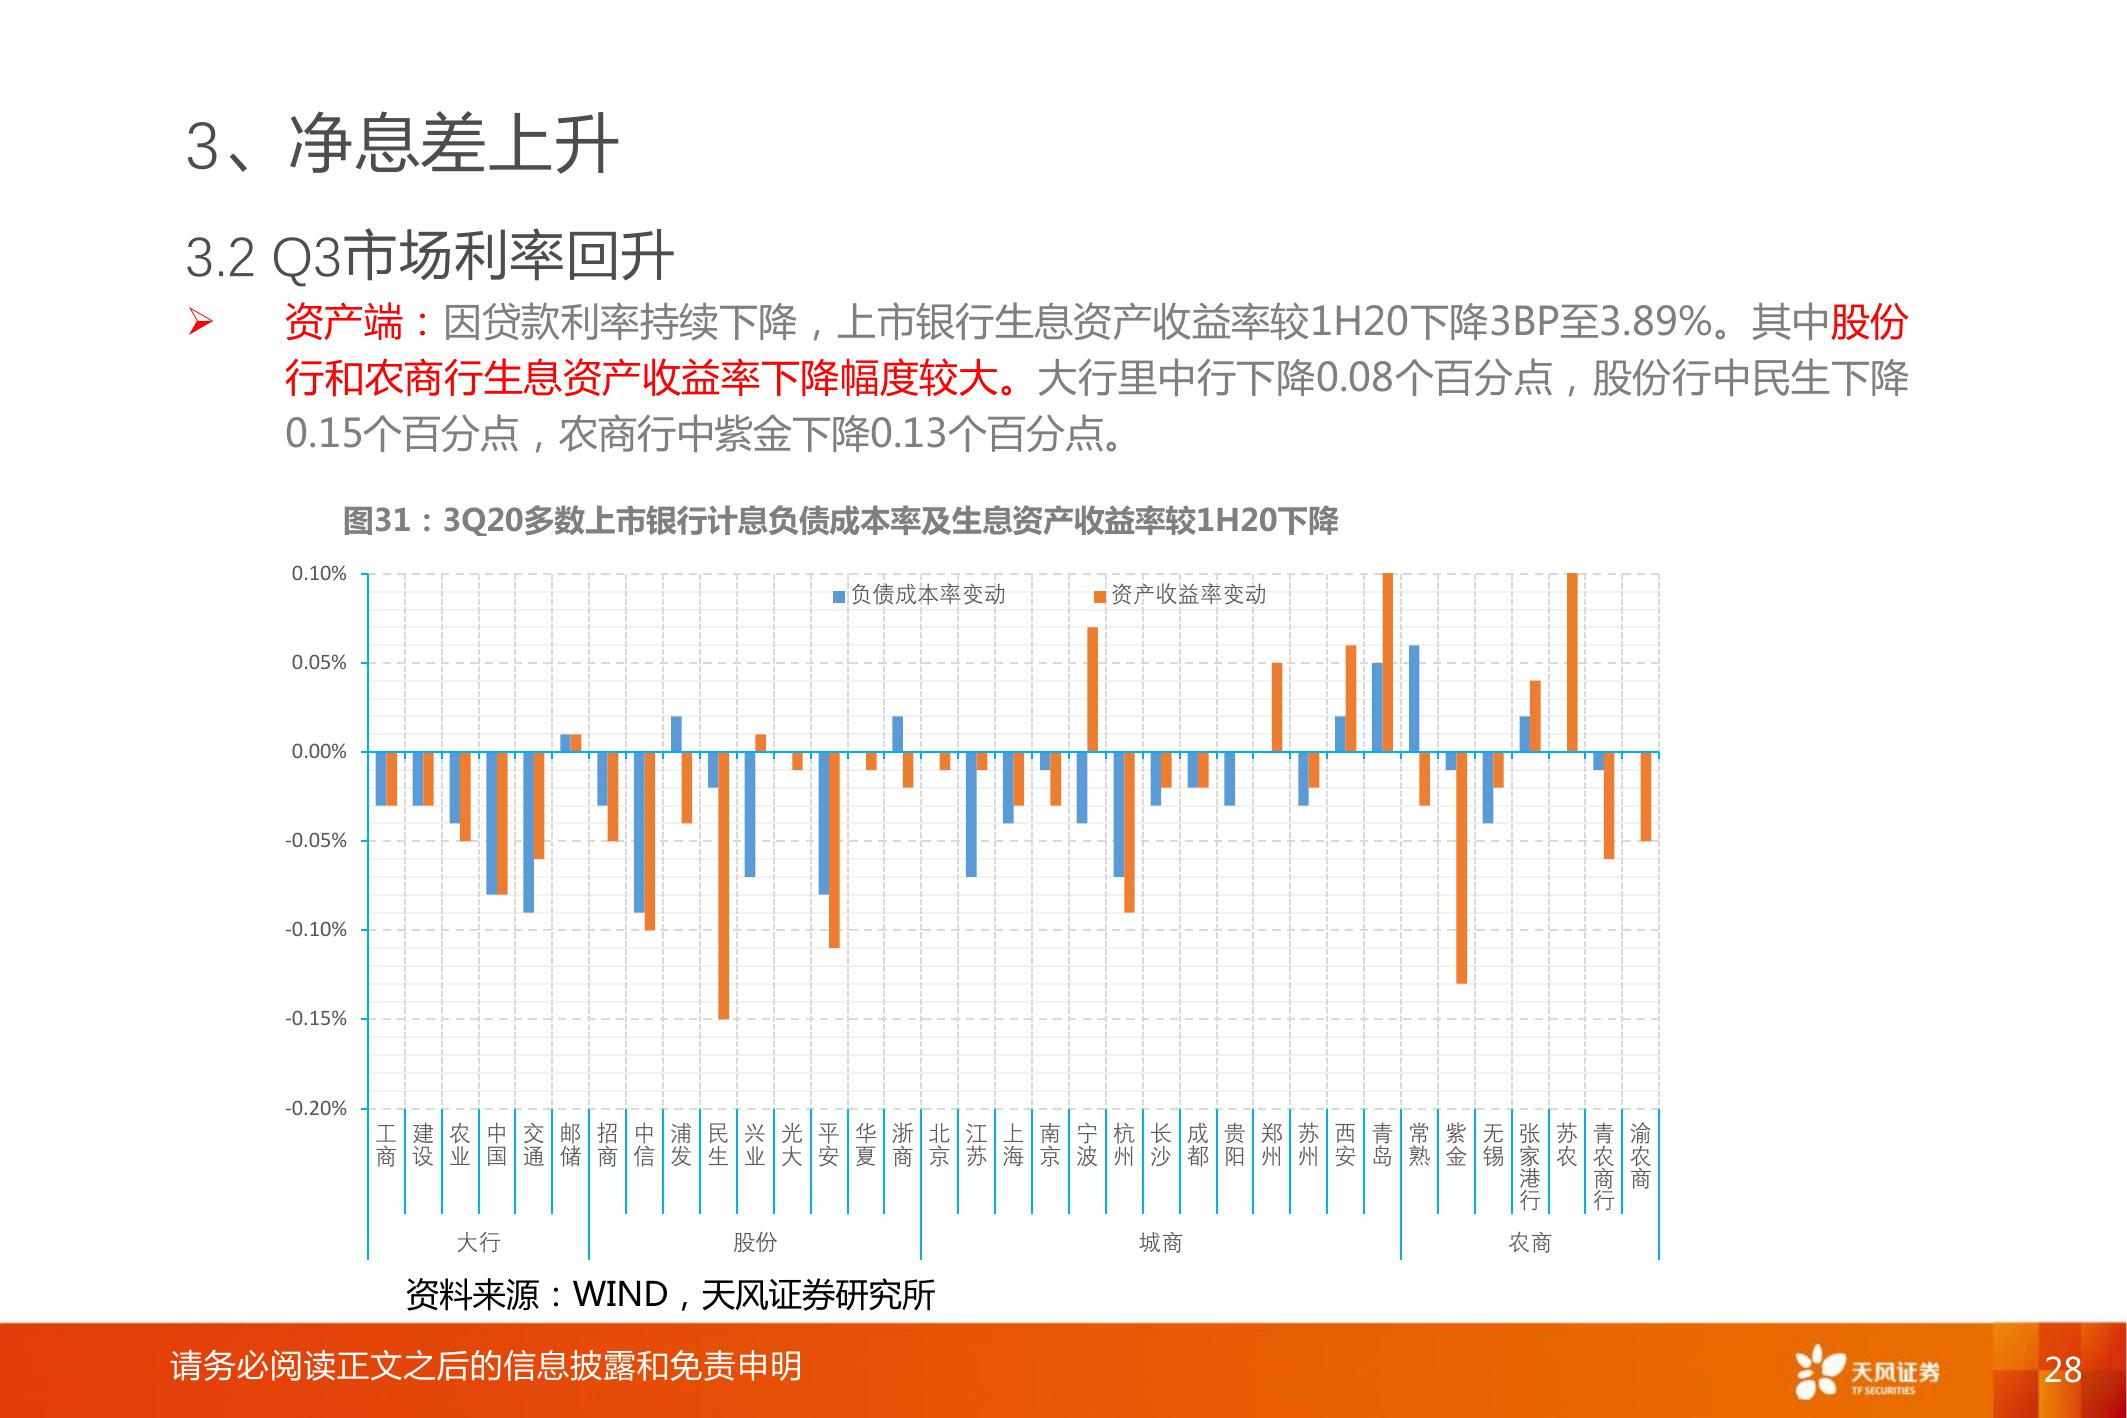 3、净息差上升
3.2 Q3市场利率回升
➢ 资产端：因贷款利率持续下降，上市银行生息资产收益率较1H20下降3BP至3.89%。其中股份
行和农商行生息资产收益率下降幅度较大。大行里中行下降0.08个百分点，股份行中民生下降
0.15个百分点，农商行中紫金下降0.13个百分点。
图31：3Q20多数上市银行计息负债成本率及生息资产收益率较1H20下降
负债成本率变动 资产收益率变动
0.10%
0.05%
0.00%
-0.05%
-0.10%
-0.15%
-0.20%
工商 建设 农业 中国 交通 邮储 招商 中信 浦发 民生 兴业 光大 平安 华夏 浙商 北京 江苏 上海 南京 宁波 杭州 长沙 成都 贵阳 郑州 苏州 西安 青岛 常熟 紫金 无锡 张家港行 苏农 青农商行 渝农商
大行 股份 城商 农商
资料来源：WIND，天风证券研究所
请务必阅读正文之后的信息披露和免责申明
天风证券
TF SECURITIES
28